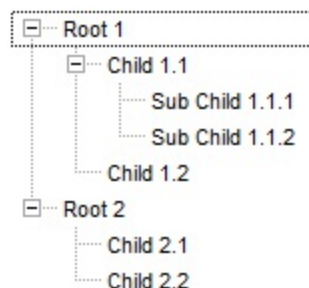 Root 1
Child 1.1
Sub Child 1.1.1
Sub Child 1.1.2
Child 1.2
Root 2
Child 2.1
Child 2.2